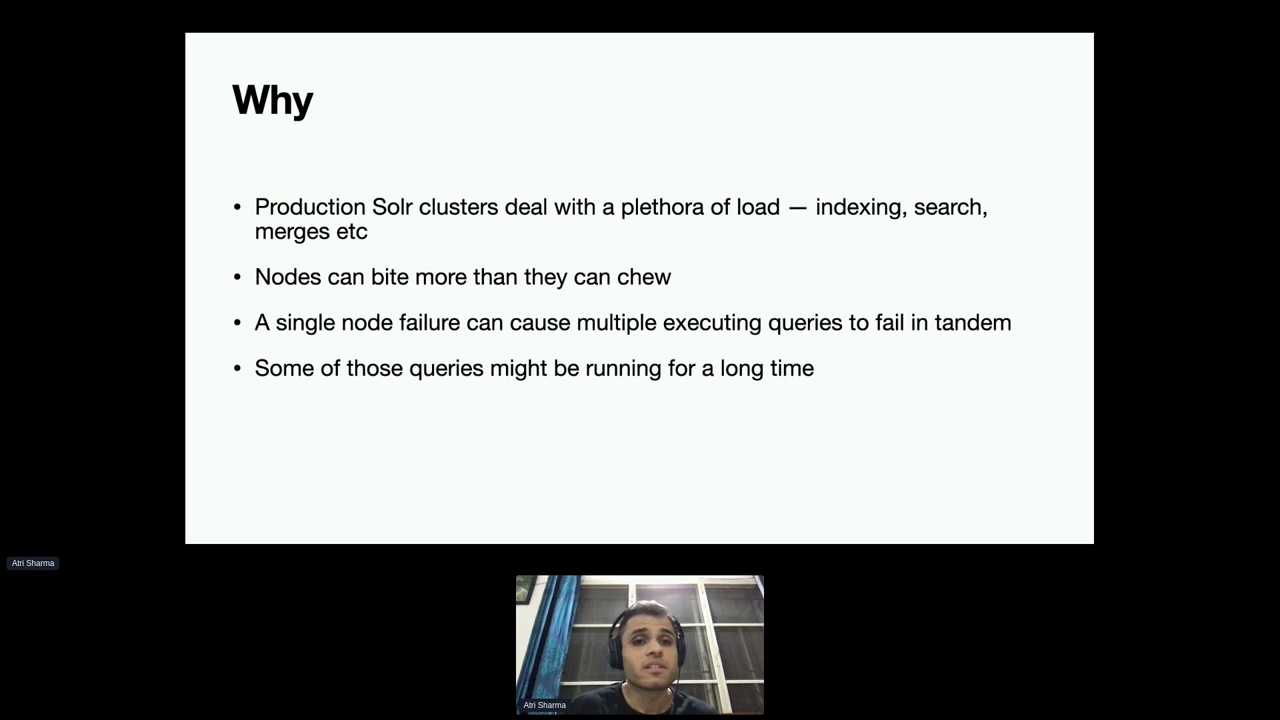 Why
• Production Solr clusters deal with a plethora of load — indexing, search,
merges etc
• Nodes can bite more than they can chew
• A single node failure can cause multiple executing queries to fail in tandem
• Some of those queries might be running for a long time
Atri Sharma
Atri Sharma